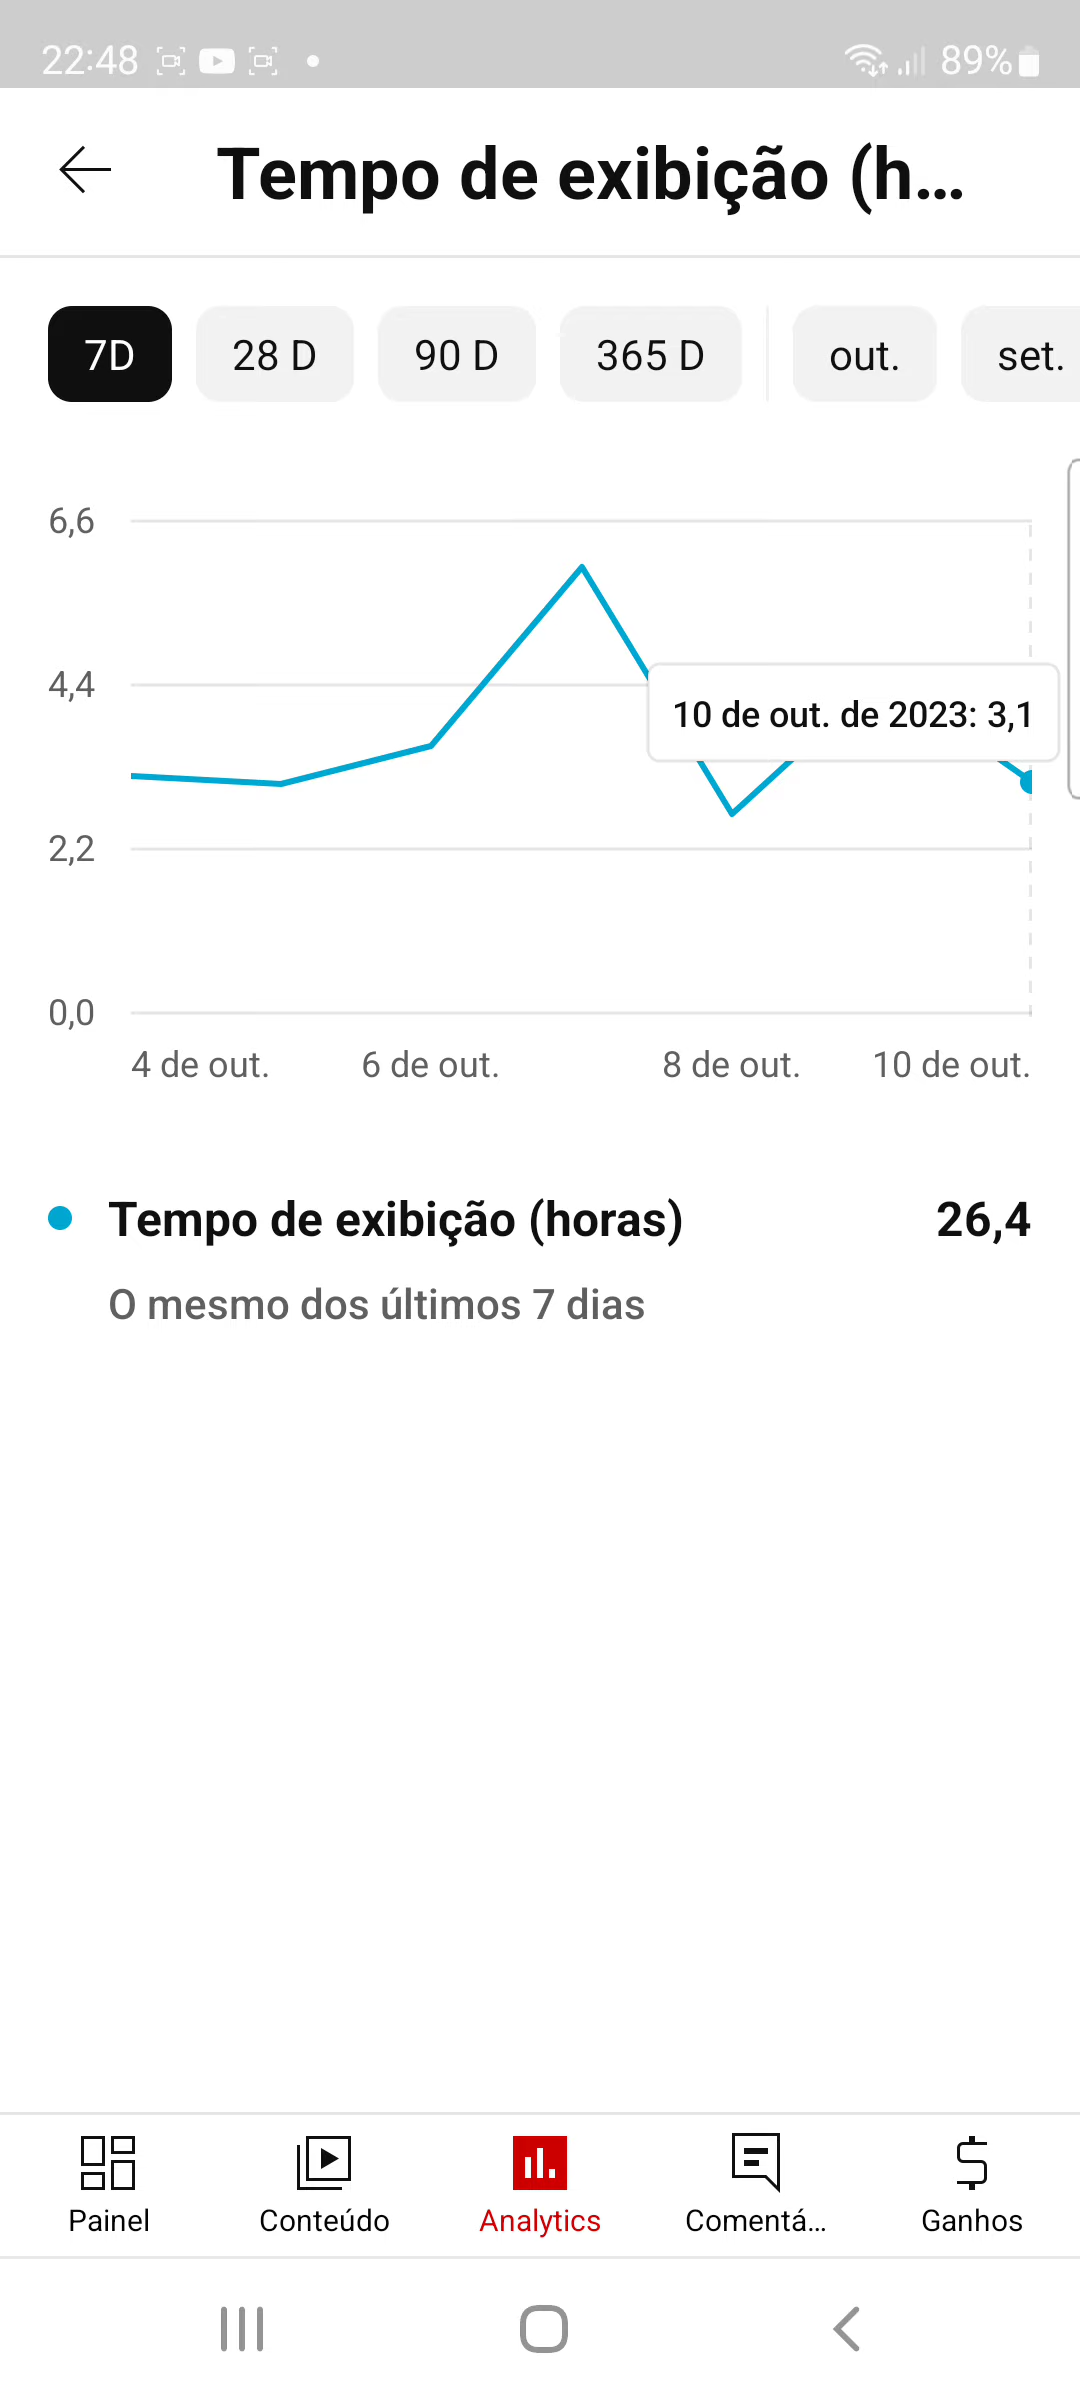 22:48
89%
Tempo de exibição (h...
7D 28 D 90 D 365 D out. set.
6,6
4,4
10 de out. de 2023: 3,1
2,2
0,0
4 de out. 6 de out. 8 de out. 10 de out.
Tempo de exibição (horas) 26,4
O mesmo dos últimos 7 dias
Painel Conteúdo Analytics Comentá... Ganhos